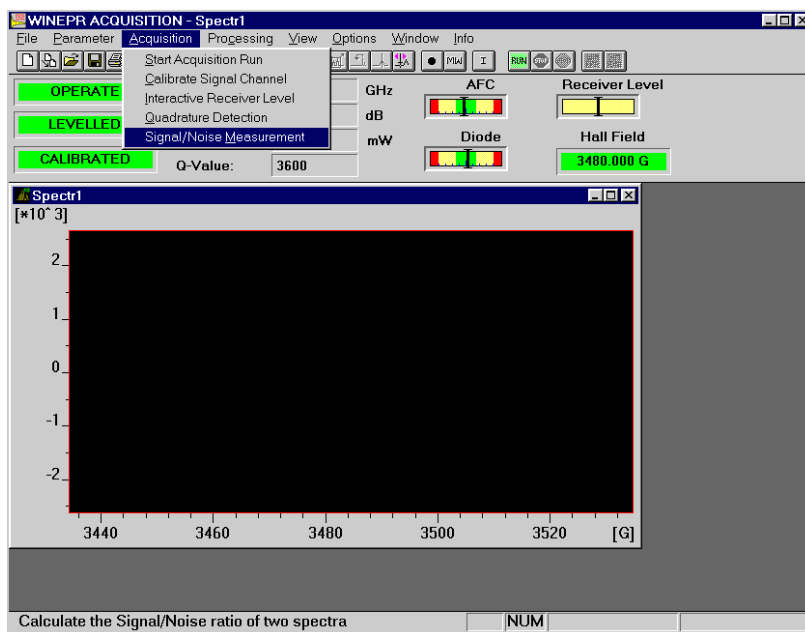 WINEPR ACQUISITION - Spectr1
File Parameter Acquisition Processing View Options Window Info
Start Acquisition Run
Calibrate Signal Channel
Interactive Receiver Level
Quadrature Detection
Signal/Noise Measurement
MW I RUN STOP
OPERATE
LEVELLED
CALIBRATED
GHz
dB
mW
Q-Value: 3600
AFC
Diode
Receiver Level
Hall Field
3480.000 G
Spectr1
[*10^ 3]
2
1
0
-1
-2
3440 3460 3480 3500 3520 [G]
Calculate the Signal/Noise ratio of two spectra NUM